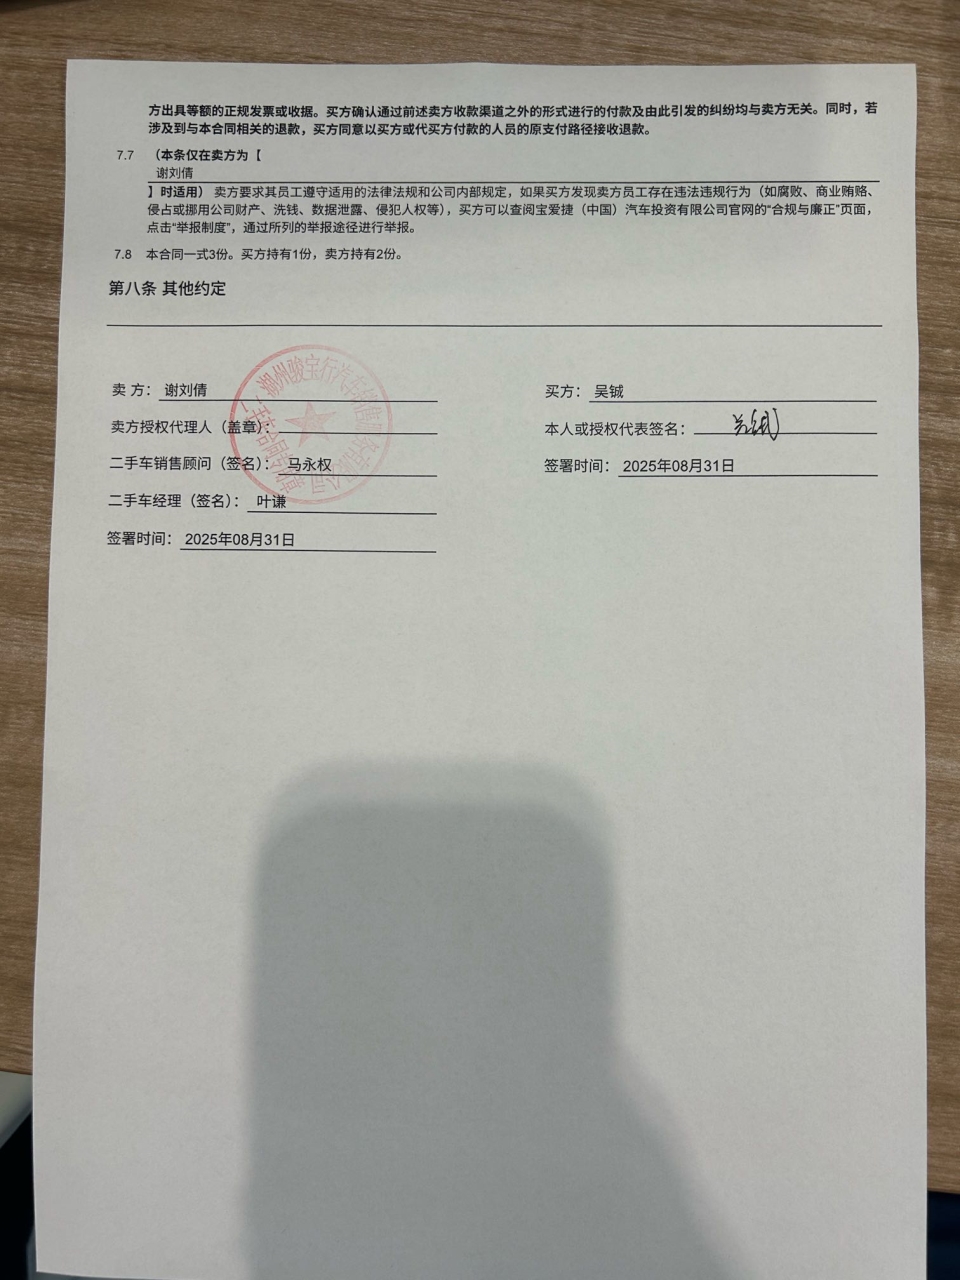 方出具等额的正规发票或收据。买方确认通过前述卖方收款渠道之外的形式进行的付款及由此引发的纠纷均与卖方无关。同时，若
涉及到与本合同相关的退款，买方同意以买方或代买方付款的人员的原支付路径接收退款。
7.7 （本条仅在卖方为【
谢刘倩
】时适用） 卖方要求其员工遵守适用的法律法规和公司内部规定，如果买方发现卖方员工存在违法违规行为（如腐败、商业贿赂、
侵占或挪用公司财产、洗钱、数据泄露、侵犯人权等），买方可以查阅宝爱捷（中国）汽车投资有限公司官网的“合规与廉正”页面，
点击“举报制度”，通过所列的举报途径进行举报。
7.8 本合同一式3份。买方持有1份，卖方持有2份。
第八条 其他约定
卖 方： 谢刘倩
卖方授权代理人（盖章）：
二手车销售顾问（签名）： 马永权
二手车经理（签名）： 叶谦
签署时间： 2025年08月31日
买方： 吴铖
本人或授权代表签名： 吴铖
签署时间： 2025年08月31日
湖州骏宝行汽车销售服务有限公司